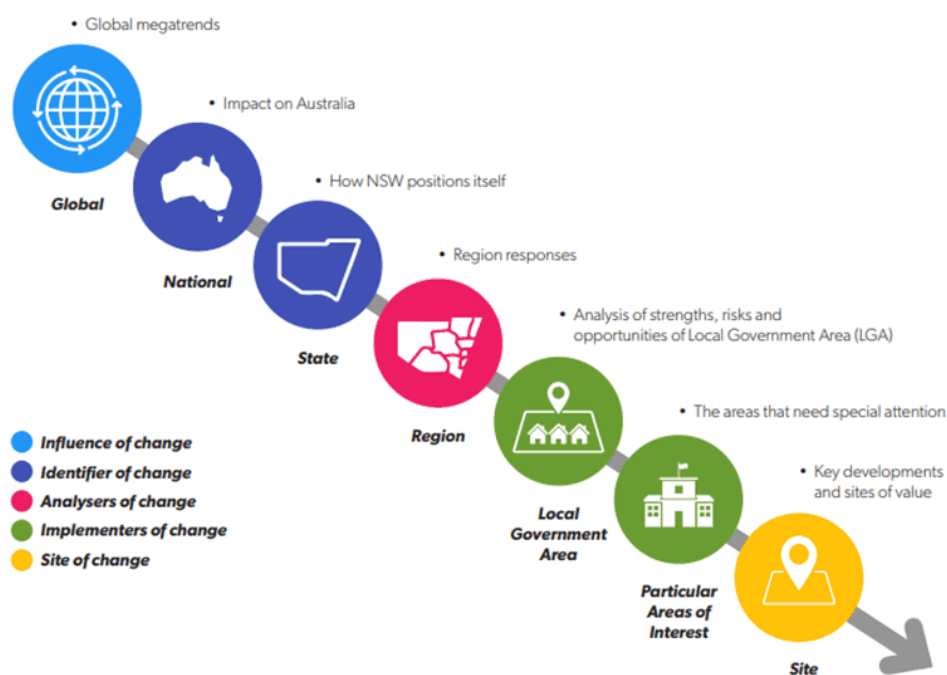 • Global megatrends
• Impact on Australia
Global
• How NSW positions itself
National
• Region responses
State
• Analysis of strengths, risks and
opportunities of Local Government Area (LGA)
Region
• The areas that need special attention
Influence of change
Identifier of change
Analysers of change
Implementers of change
Site of change
• Key developments
and sites of value
Local
Government
Area
Particular
Areas of
Interest
Site